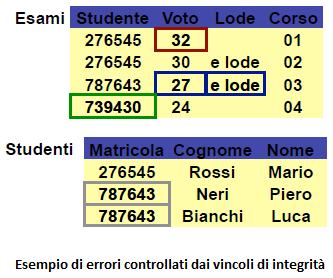 Esami Studente Voto Lode Corso
276545 32 01
276545 30 e lode 02
787643 27 e lode 03
739430 24 04
Studenti Matricola Cognome Nome
276545 Rossi Mario
787643 Neri Piero
787643 Bianchi Luca
Esempio di errori controllati dai vincoli di integrità